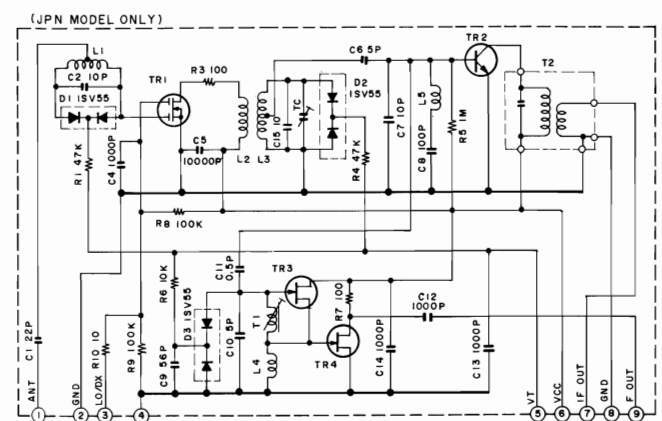 (JPN MODEL ONLY)
L1
C2 10P
D1 1SV55
TR1
R3 100
C5
10000P
L2
L3
C15 10
TC
D2
1SV55
C6 5P
TR2
T2
C7 10P
C8 100P
L5
R5 1M
R1 47K
C4 1000P
R4 47K
R8 100K
R6 10K
D3 1SV55
C9 56P
C11
0.5P
C10 5P
T1
L4
TR3
TR4
R7 100
C14 1000P
C12
1000P
C13 1000P
C1 22P
R10 10
R9 100K
ANT
GND
LO/DX
VT
VCC
IF OUT
GND
F OUT
1
2
3
4
5
6
7
8
9